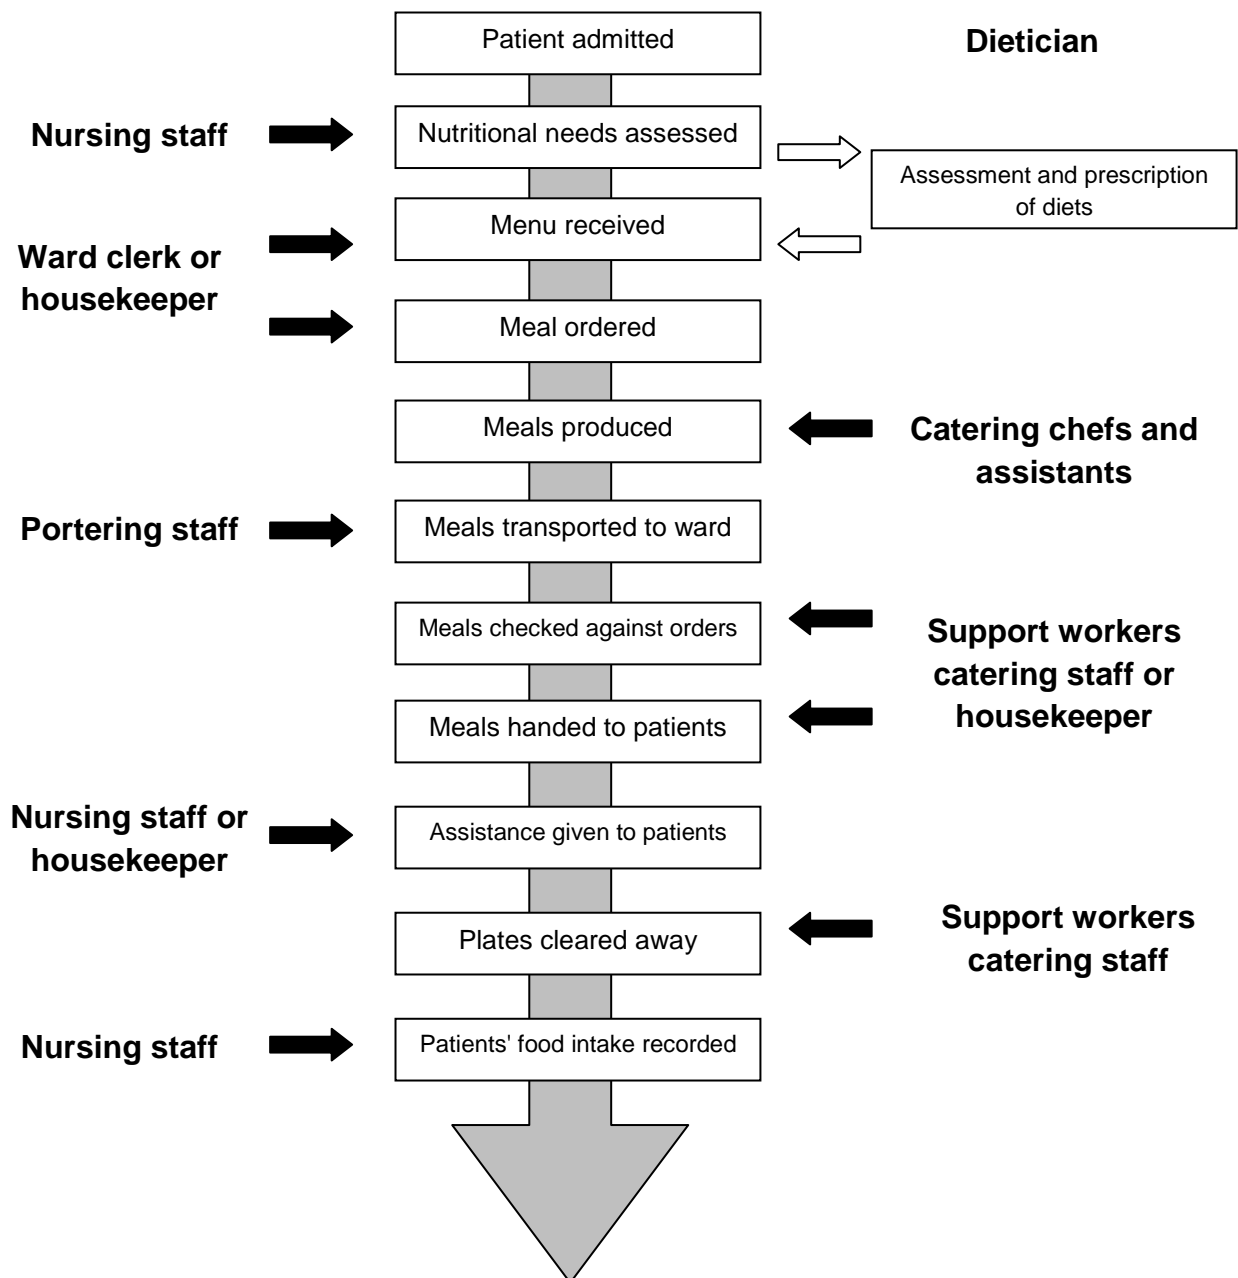 Patient admitted
Dietician
Nursing staff
Nutritional needs assessed
Assessment and prescription
of diets
Menu received
Ward clerk or
housekeeper
Meal ordered
Meals produced
Catering chefs and
assistants
Portering staff
Meals transported to ward
Meals checked against orders
Support workers
catering staff or
housekeeper
Meals handed to patients
Nursing staff or
housekeeper
Assistance given to patients
Plates cleared away
Support workers
catering staff
Nursing staff
Patients' food intake recorded